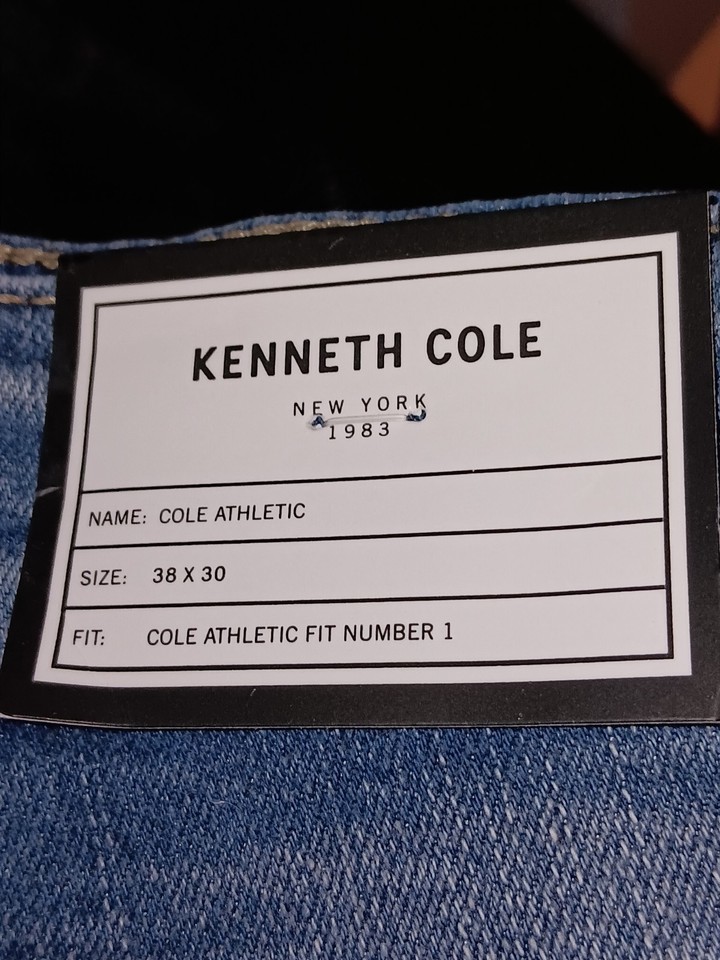 KENNETH COLE
NEW YORK
1983
NAME: COLE ATHLETIC
SIZE: 38 X 30
FIT: COLE ATHLETIC FIT NUMBER 1